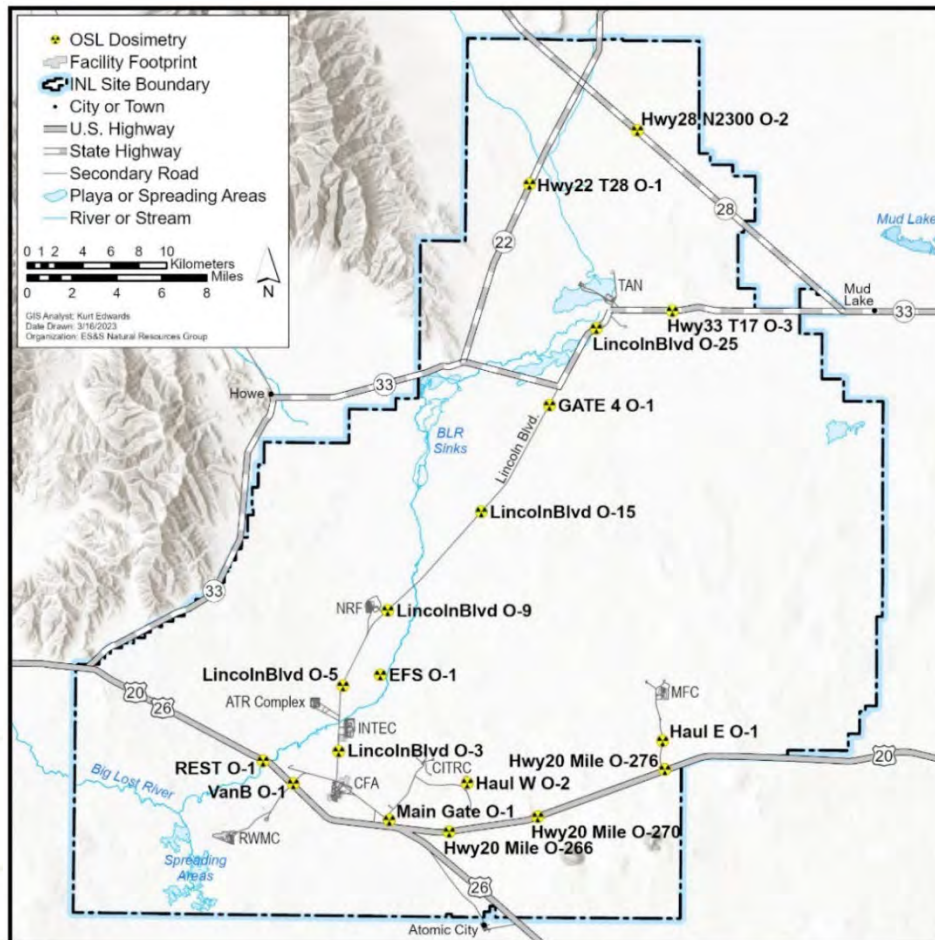 OSL Dosimetry
Facility Footprint
INL Site Boundary
City or Town
U.S. Highway
State Highway
Secondary Road
Playa or Spreading Areas
River or Stream
0 1 2 4 6 8 10
Kilometers
Miles
0 2 4 6 8
N
GIS Analyst: Kurt Edwards
Date Drawn: 3/16/2023
Organization: ES&S Natural Resources Group
Hwy28 N2300 O-2
Hwy22 T28 O-1
28
22
Mud Lake
TAN
Mud
Lake
33
Hwy33 T17 O-3
LincolnBlvd O-25
33
Howe
GATE 4 O-1
BLR
Sinks
Lincoln Blvd.
LincolnBlvd O-15
33
NRF
LincolnBlvd O-9
LincolnBlvd O-5
EFS O-1
20
26
ATR Complex
MFC
INTEC
Haul E O-1
LincolnBlvd O-3
Hwy20 Mile O-276
20
REST O-1
CITRC
Big Lost River
VanB O-1
CFA
Haul W O-2
Main Gate O-1
Hwy20 Mile O-270
RWMC
Hwy20 Mile O-266
Spreading
Areas
26
Atomic City